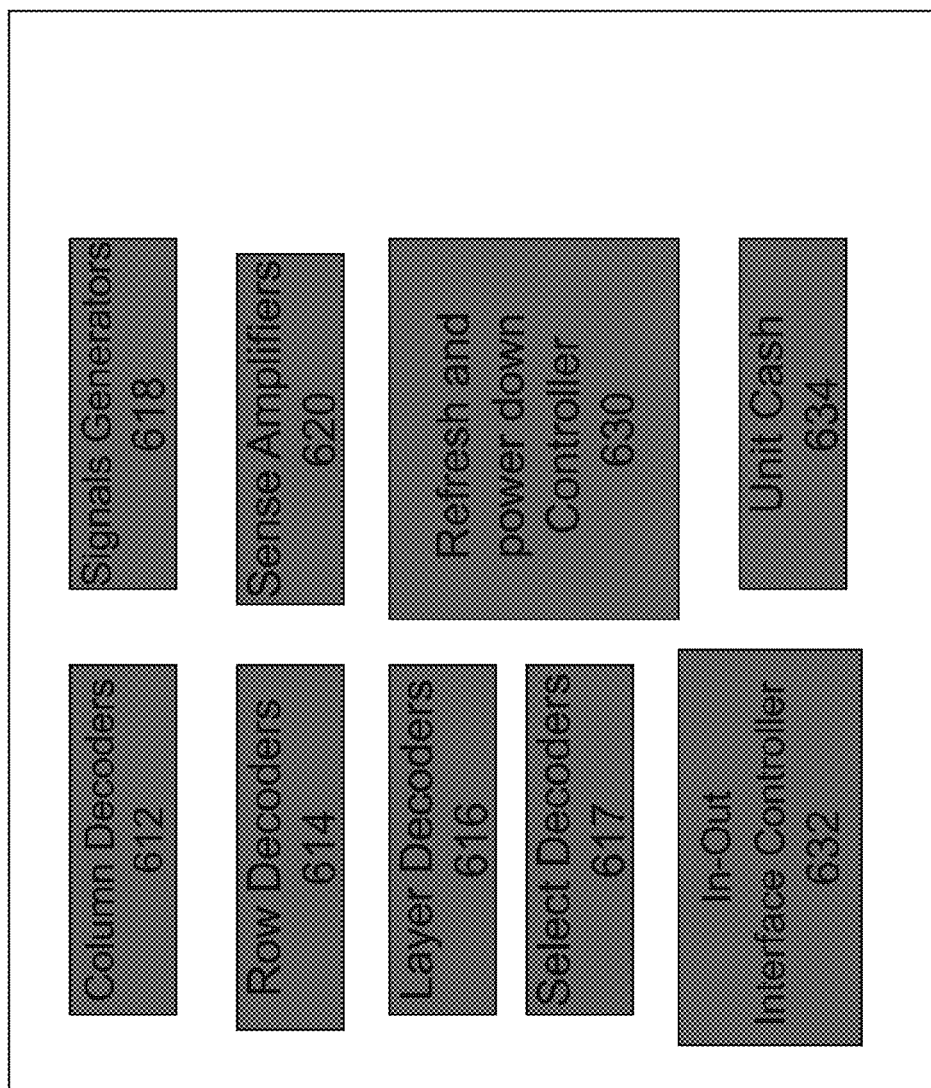 Column Decoders
612
Signals Generators
618
Row Decoders
614
Sense Amplifiers
620
Layer Decoders
616
Refresh and
power down
Controller
630
Select Decoders
617
In-Out
Interface Controller
632
Unit Cash
634